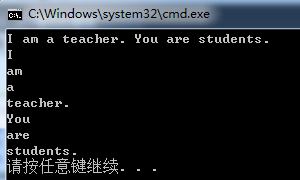 C:\Windows\system32\cmd.exe
I am a teacher. You are students.
I
am
a
teacher.
You
are
students.
请按任意键继续. . .